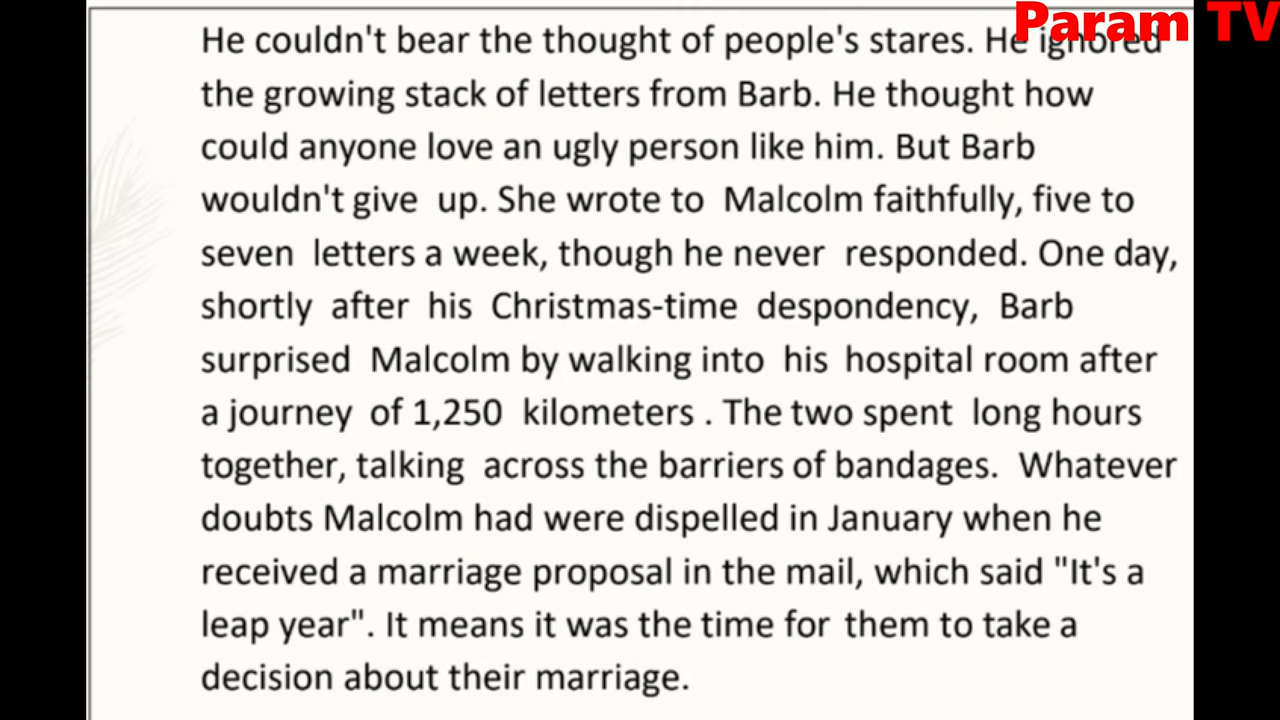 Param TV
He couldn't bear the thought of people's stares. He ignored
the growing stack of letters from Barb. He thought how
could anyone love an ugly person like him. But Barb
wouldn't give up. She wrote to Malcolm faithfully, five to
seven letters a week, though he never responded. One day,
shortly after his Christmas-time despondency, Barb
surprised Malcolm by walking into his hospital room after
a journey of 1,250 kilometers . The two spent long hours
together, talking across the barriers of bandages. Whatever
doubts Malcolm had were dispelled in January when he
received a marriage proposal in the mail, which said "It's a
leap year". It means it was the time for them to take a
decision about their marriage.